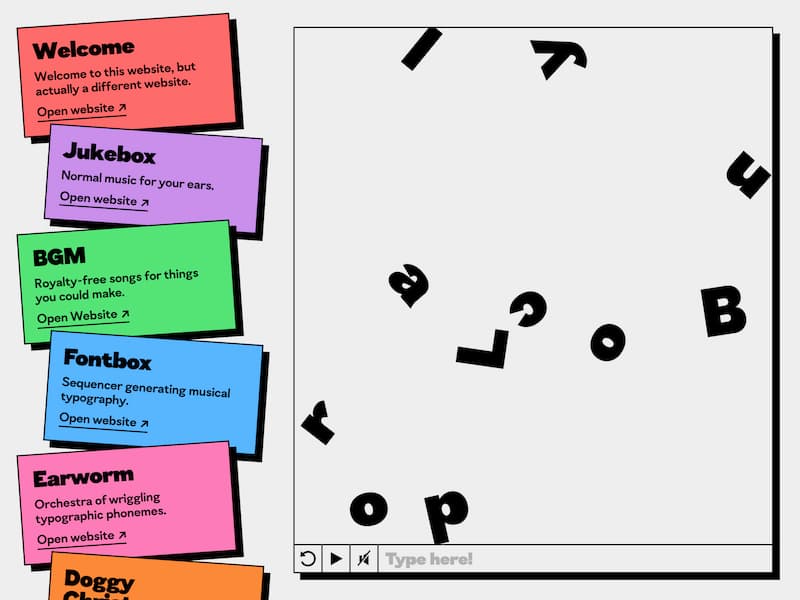 Welcome
Welcome to this website, but
actually a different website.
Open website ↗
Jukebox
Normal music for your ears.
Open website ↗
BGM
Royalty-free songs for things
you could make.
Open Website ↗
Fontbox
Sequencer generating musical
typography.
Open website ↗
Earworm
Orchestra of wriggling
typographic phonemes.
Open website ↗
Doggy
l y
u
a
c
L
o
B
r
o p
Type here!